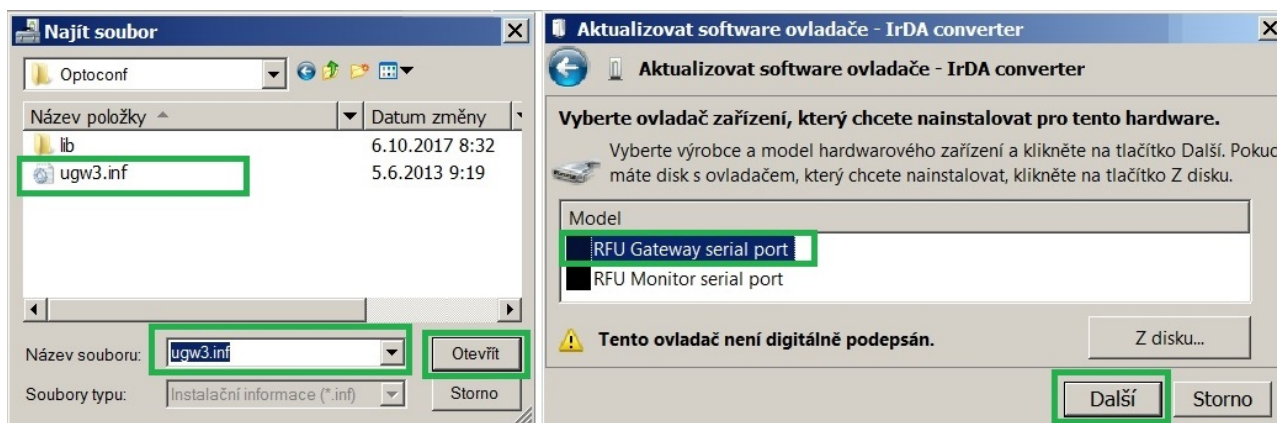 Najít soubor
Optoconf
Název položky
Datum změny
lib
6.10.2017 8:32
ugw3.inf
5.6.2013 9:19
Název souboru:
ugw3.inf
Otevřít
Soubory typu:
Instalační informace (*.inf)
Storno
Aktualizovat software ovladače - IrDA converter
Aktualizovat software ovladače - IrDA converter
Vyberte ovladač zařízení, který chcete nainstalovat pro tento hardware.
Vyberte výrobce a model hardwarového zařízení a klikněte na tlačítko Další. Pokud
máte disk s ovladačem, který chcete nainstalovat, klikněte na tlačítko Z disku.
Model
RFU Gateway serial port
RFU Monitor serial port
Tento ovladač není digitálně podepsán.
Z disku...
Další
Storno